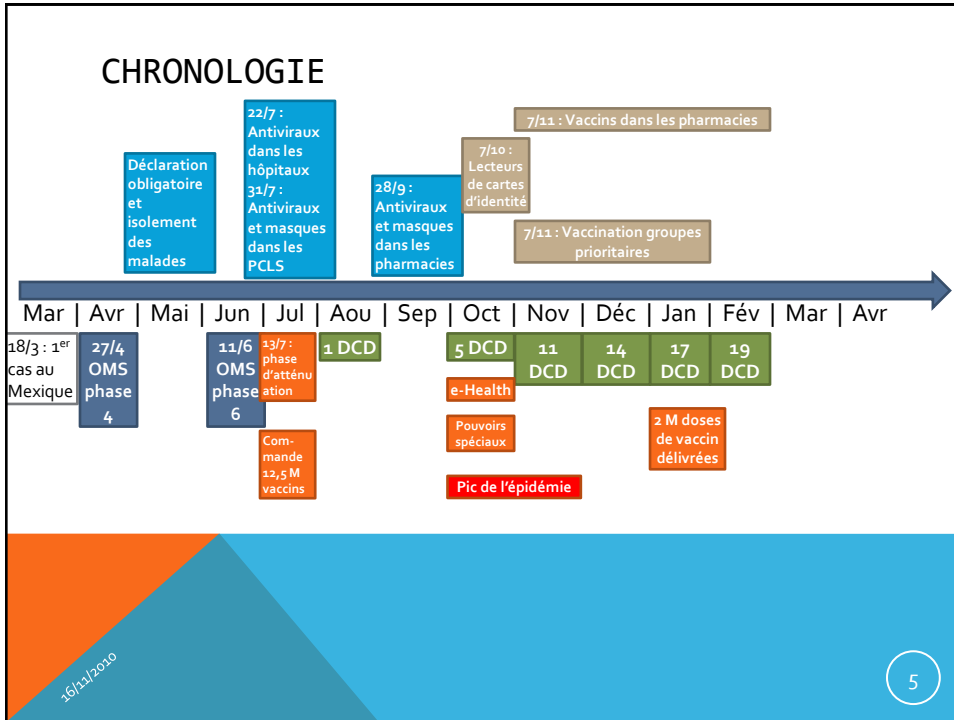 CHRONOLOGIE
Déclaration
obligatoire
et
isolement
des
malades
22/7 :
Antiviraux
dans les
hôpitaux
31/7 :
Antiviraux
et masques
dans les
PCLS
28/9 :
Antiviraux
et masques
dans les
pharmacies
7/10 :
Lecteurs
de cartes
d'identité
7/11 : Vaccins dans les pharmacies
7/11 : Vaccination groupes
prioritaires
Mar | Avr | Mai | Jun | Jul | Aou | Sep | Oct | Nov | Déc | Jan | Fév | Mar | Avr
18/3 : 1er
cas au
Mexique
27/4
OMS
phase
4
11/6
OMS
phase
6
13/7 :
phase
d'atténu
ation
Com-
mande
12,5 M
vaccins
1 DCD
5 DCD
e-Health
Pouvoirs
spéciaux
Pic de l'épidémie
11
DCD
14
DCD
17
DCD
19
DCD
2 M doses
de vaccin
délivrées
16/11/2010
5